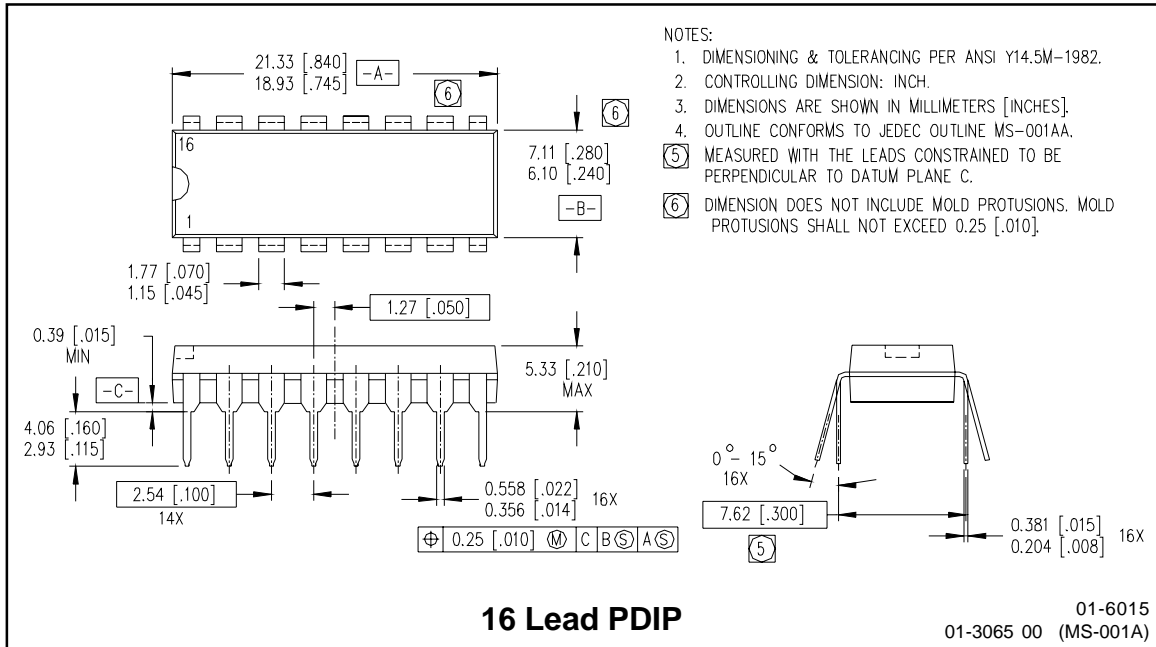 21.33 [.840]
18.93 [.745]
-A-
6
6
16
1
7.11 [.280]
6.10 [.240]
-B-
NOTES:
1. DIMENSIONING & TOLERANCING PER ANSI Y14.5M-1982.
2. CONTROLLING DIMENSION: INCH.
3. DIMENSIONS ARE SHOWN IN MILLIMETERS [INCHES].
4. OUTLINE CONFORMS TO JEDEC OUTLINE MS-001AA.
5 MEASURED WITH THE LEADS CONSTRAINED TO BE
PERPENDICULAR TO DATUM PLANE C.
6 DIMENSION DOES NOT INCLUDE MOLD PROTUSIONS. MOLD
PROTUSIONS SHALL NOT EXCEED 0.25 [.010].
1.77 [.070]
1.15 [.045]
1.27 [.050]
0.39 [.015]
MIN
-C-
5.33 [.210]
MAX
4.06 [.160]
2.93 [.115]
2.54 [.100]
14X
0.558 [.022]
0.356 [.014]
16X
⌖ 0.25 [.010] Ⓜ C BⓈ AⓈ
0° - 15°
16X
7.62 [.300]
5
0.381 [.015]
0.204 [.008]
16X
16 Lead PDIP
01-6015
01-3065 00 (MS-001A)